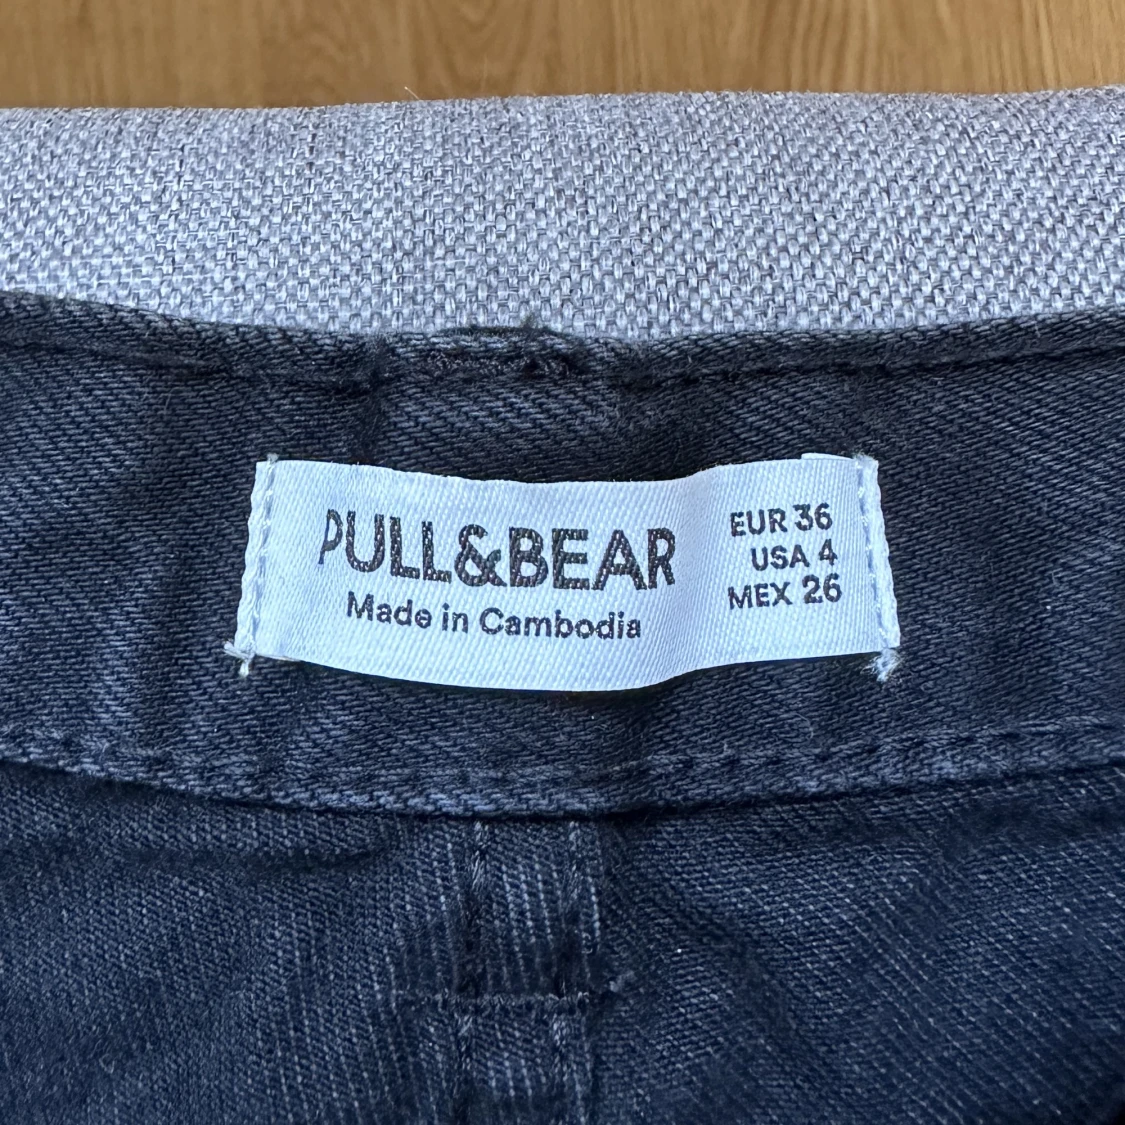 PULL&BEAR
Made in Cambodia
EUR 36
USA 4
MEX 26